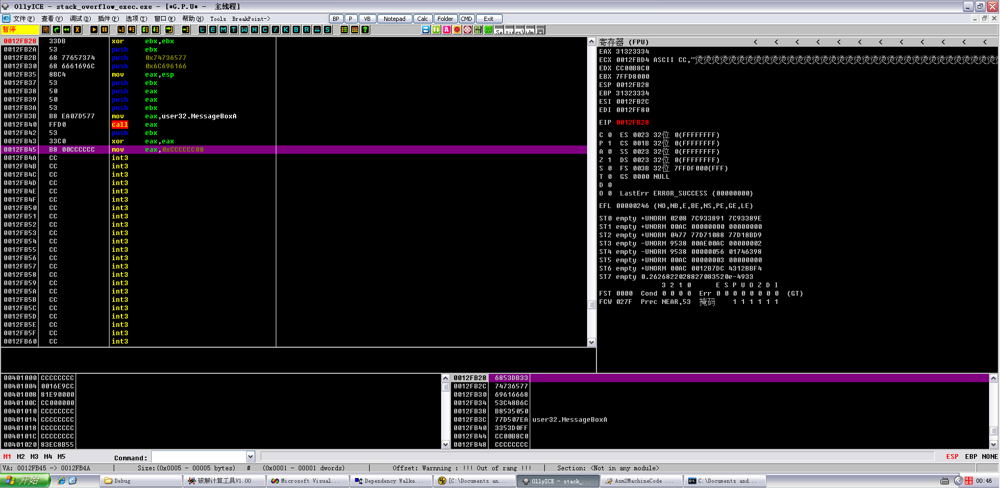 OllyICE - stack_overflow_exec.exe - [*G.P.U* - 主线程]
文件(F) 查看(V) 调试(D) 插件(P) 选项(T) 窗口(W) 帮助(H) Tools BreakPoint->
BP P VB Notepad Calc Folder CMD Exit
暂停
L E M T W H C / K B R ... S
0012FB28 33DB xor ebx,ebx
0012FB2A 53 push ebx
0012FB2B 68 77657374 push 0x74736577
0012FB30 68 6661696C push 0x6C696166
0012FB35 8BC4 mov eax,esp
0012FB37 53 push ebx
0012FB38 50 push eax
0012FB39 50 push eax
0012FB3A 53 push ebx
0012FB3B B8 EA07D577 mov eax,user32.MessageBoxA
0012FB40 FFD0 call eax
0012FB42 53 push ebx
0012FB43 33C0 xor eax,eax
0012FB45 B8 00CCCCCC mov eax,0xCCCCCC00
0012FB4A CC int3
0012FB4B CC int3
0012FB4C CC int3
0012FB4D CC int3
0012FB4E CC int3
0012FB4F CC int3
0012FB50 CC int3
0012FB51 CC int3
0012FB52 CC int3
0012FB53 CC int3
0012FB54 CC int3
0012FB55 CC int3
0012FB56 CC int3
0012FB57 CC int3
0012FB58 CC int3
0012FB59 CC int3
0012FB5A CC int3
0012FB5B CC int3
0012FB5C CC int3
0012FB5D CC int3
0012FB5E CC int3
0012FB5F CC int3
0012FB60 CC int3
寄存器 (FPU) < < < < < < < < < < < <
EAX 31323334
ECX 0012FBD4 ASCII CC,"烫烫烫烫烫烫烫烫烫烫烫烫烫烫烫烫烫烫烫烫烫烫烫烫烫烫烫烫烫烫烫烫烫烫烫烫
EDX CC00B8C0
EBX 7FFD8000
ESP 0012FB28
EBP 31323334
ESI 0012FB2C
EDI 0012FF80
EIP 0012FB28
C 0 ES 0023 32位 0(FFFFFFFF)
P 1 CS 001B 32位 0(FFFFFFFF)
A 0 SS 0023 32位 0(FFFFFFFF)
Z 1 DS 0023 32位 0(FFFFFFFF)
S 0 FS 003B 32位 7FFDF000(FFF)
T 0 GS 0000 NULL
D 0
O 0 LastErr ERROR_SUCCESS (00000000)
EFL 00000246 (NO,NB,E,BE,NS,PE,GE,LE)
ST0 empty +UNORM 0208 7C933891 7C93389E
ST1 empty +UNORM 00AC 00000000 00000000
ST2 empty +UNORM 0477 77D71088 77D18BD9
ST3 empty -UNORM 9538 00AE00AC 00000002
ST4 empty -UNORM 9538 00000056 01746398
ST5 empty +UNORM 00AC 00000003 00000000
ST6 empty +UNORM 00AC 0012B7DC 4312BBF4
ST7 empty 0.2626822028827083520e-4933
3 2 1 0 E S P U O Z D I
FST 0000 Cond 0 0 0 0 Err 0 0 0 0 0 0 0 0 (GT)
FCW 027F Prec NEAR,53 掩码 1 1 1 1 1 1
00401000 CCCCCCCC
00401004 0016E9CC
00401008 81E90000
0040100C CC000000
00401010 CCCCCCCC
00401014 CCCCCCCC
00401018 CCCCCCCC
0040101C CCCCCCCC
00401020 83EC8B55
0012FB28 6853DB33
0012FB2C 74736577
0012FB30 69616668
0012FB34 53C48B6C
0012FB38 B8535050
0012FB3C 77D507EA user32.MessageBoxA
0012FB40 3353D0FF
0012FB44 CC00B8C0
0012FB48 CCCCCCCC
M1 M2 M3 M4 M5 Command: ESP EBP NONE
VA: 0012FB45 -> 0012FB4A Size:(0x0005 - 00005 bytes) # (0x0001 - 00001 dwords) Offset: Warnning : !!! Out of rang !!! Section: <Not in any module>
开始 Debug 破解计算工具V1.00 Microsoft Visual... Dependency Walke... [C:\Documents an... OllyICE - stack_... Asm2MachineCode ... C:\Documents and... 00:46